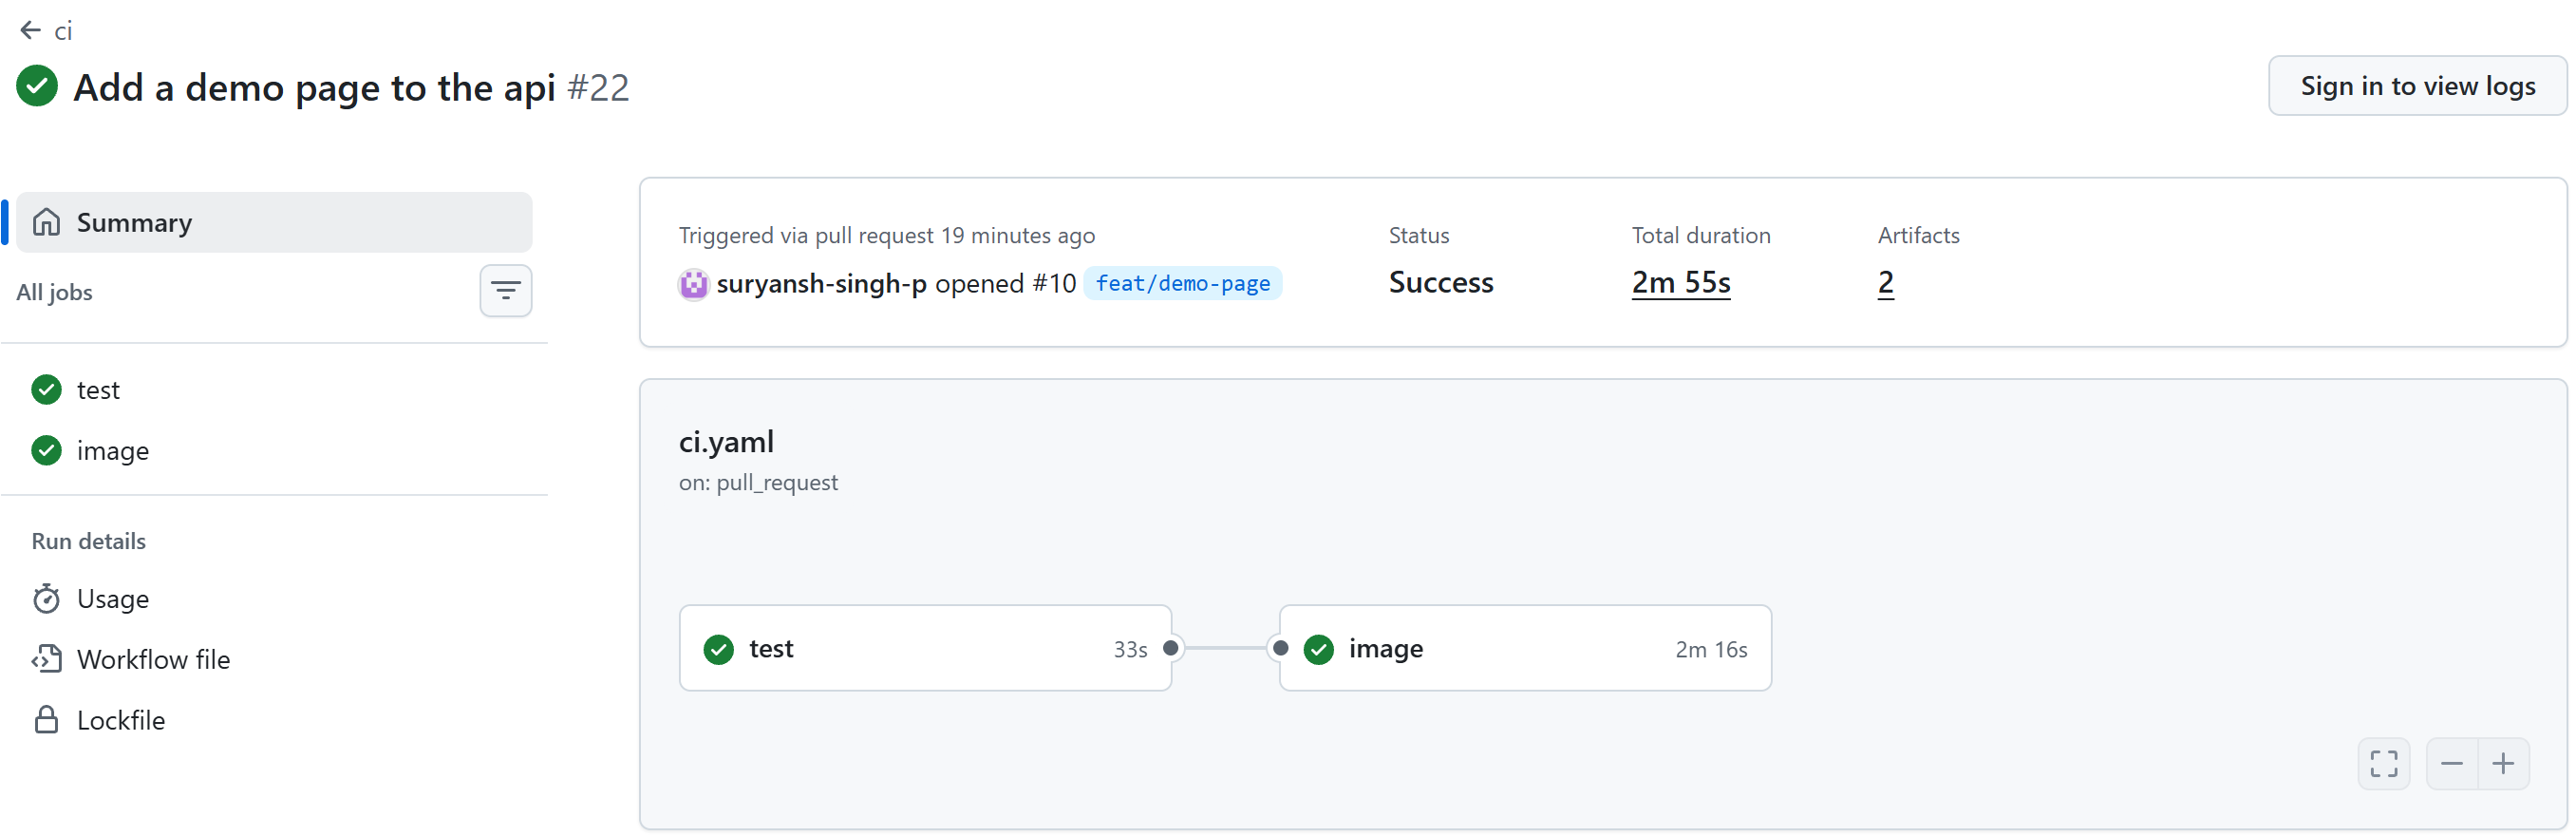 ci
Add a demo page to the api #22
Sign in to view logs
Summary
All jobs
test
image
Run details
Usage
Workflow file
Lockfile
Triggered via pull request 19 minutes ago
suryansh-singh-p opened #10 feat/demo-page
Status
Success
Total duration
2m 55s
Artifacts
2
ci.yaml
on: pull_request
test 33s
image 2m 16s